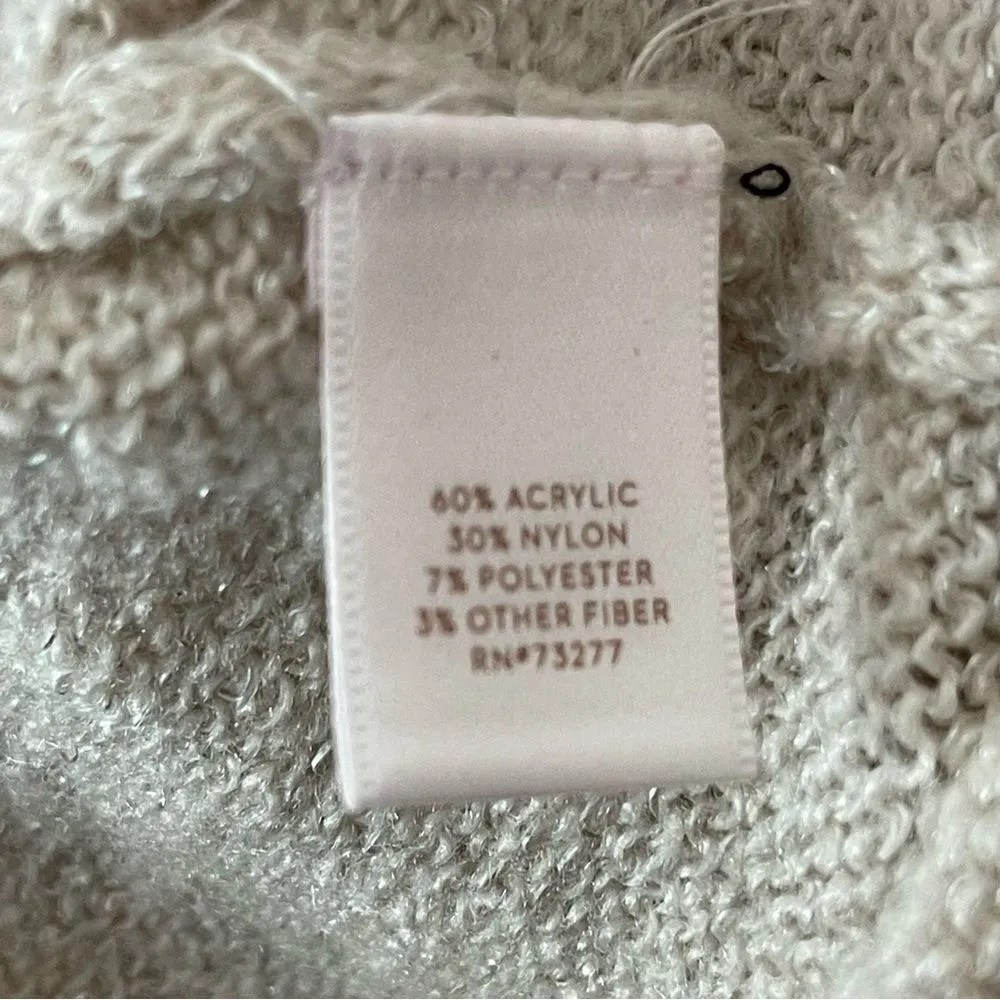 60% ACRYLIC
30% NYLON
7% POLYESTER
3% OTHER FIBER
RN#73277